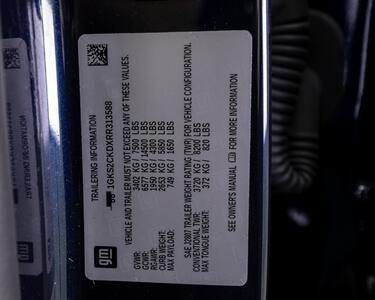 TRAILERING INFORMATION
1GKS2CKDXRR313588
VEHICLE AND TRAILER MUST NOT EXCEED ANY OF THESE VALUES.
GVWR: 3402 KG / 7500 LBS
GCWR: 6577 KG / 14500 LBS
RGAWR: 1950 KG / 4300 LBS
CURB WEIGHT: 2653 KG / 5850 LBS
MAX PAYLOAD: 749 KG / 1650 LBS
SAE J2807 TRAILER WEIGHT RATING (TWR) FOR VEHICLE CONFIGURATION.
CONVENTIONAL TWR: 3720 KG / 8200 LBS
MAX TONGUE WEIGHT: 372 KG / 820 LBS
SEE OWNER'S MANUAL FOR MORE INFORMATION
gm